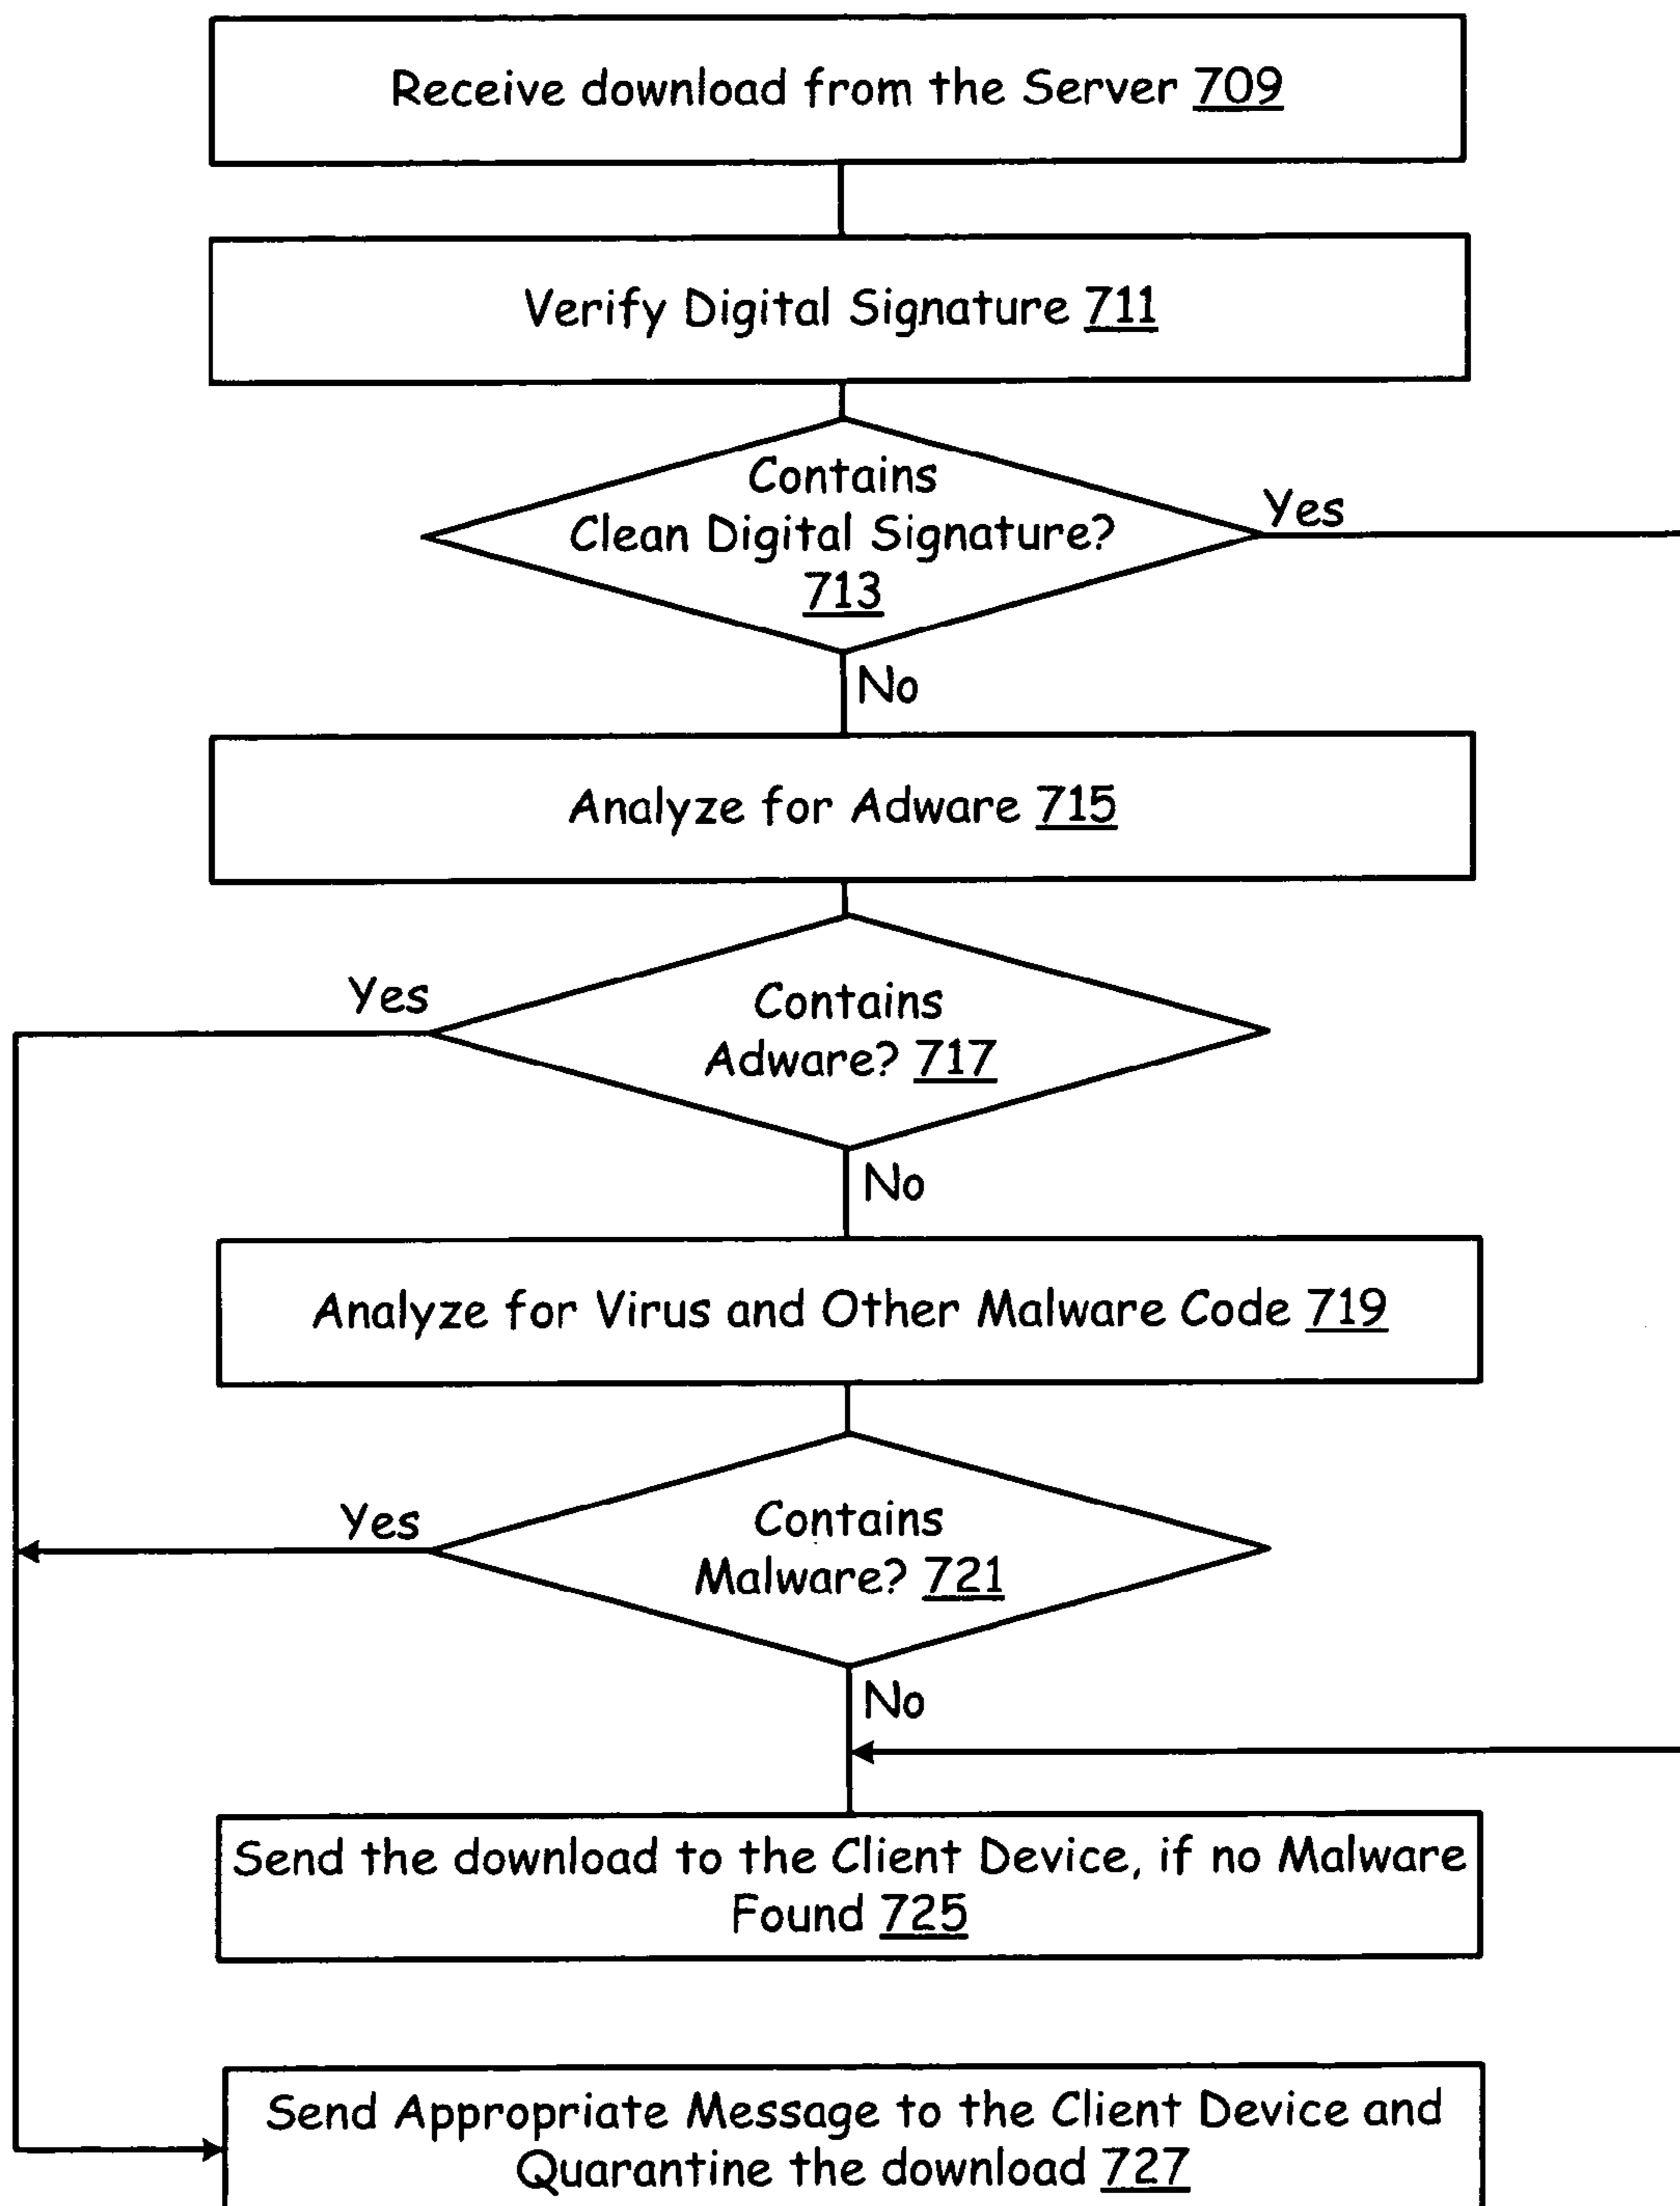 Receive download from the Server 709
Verify Digital Signature 711
Contains
Clean Digital Signature?
713
Yes
No
Analyze for Adware 715
Yes
Contains
Adware? 717
No
Analyze for Virus and Other Malware Code 719
Yes
Contains
Malware? 721
No
Send the download to the Client Device, if no Malware
Found 725
Send Appropriate Message to the Client Device and
Quarantine the download 727